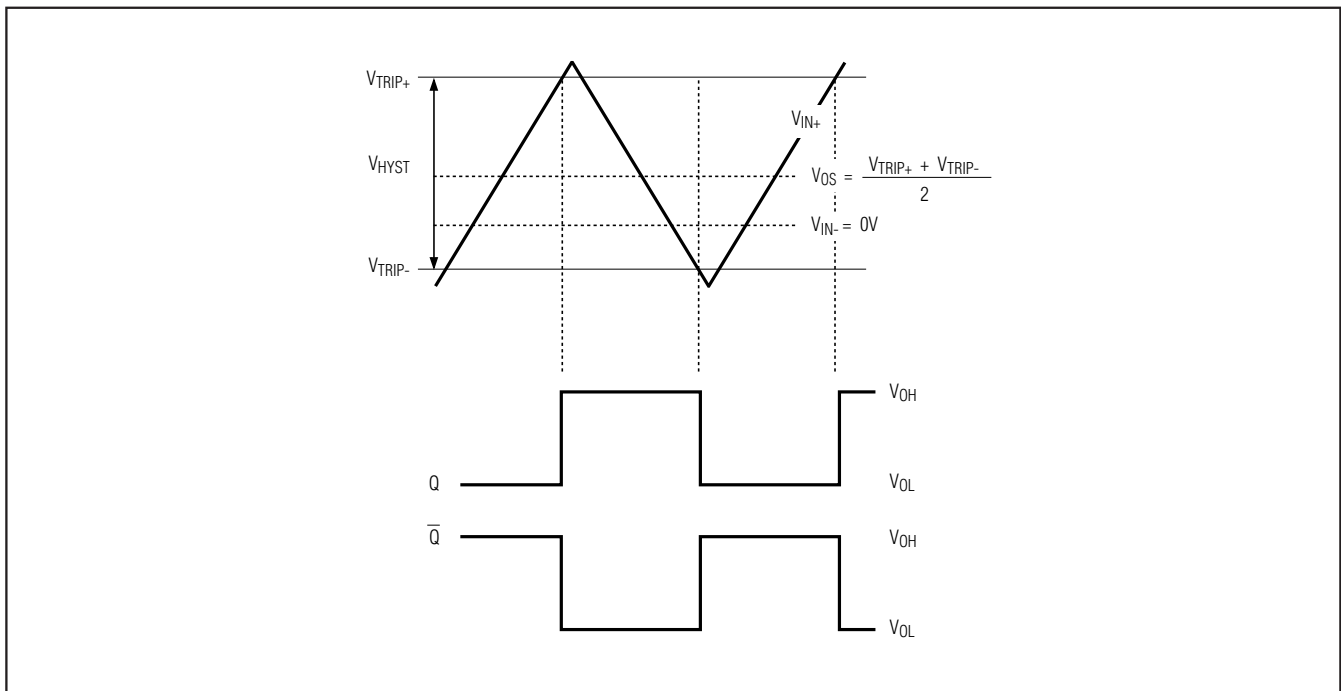 VTRIP+
VIN+
VHYST
VOS = VTRIP+ + VTRIP-
2
VIN- = 0V
VTRIP-
VOH
Q
VOL
Q̅
VOH
VOL